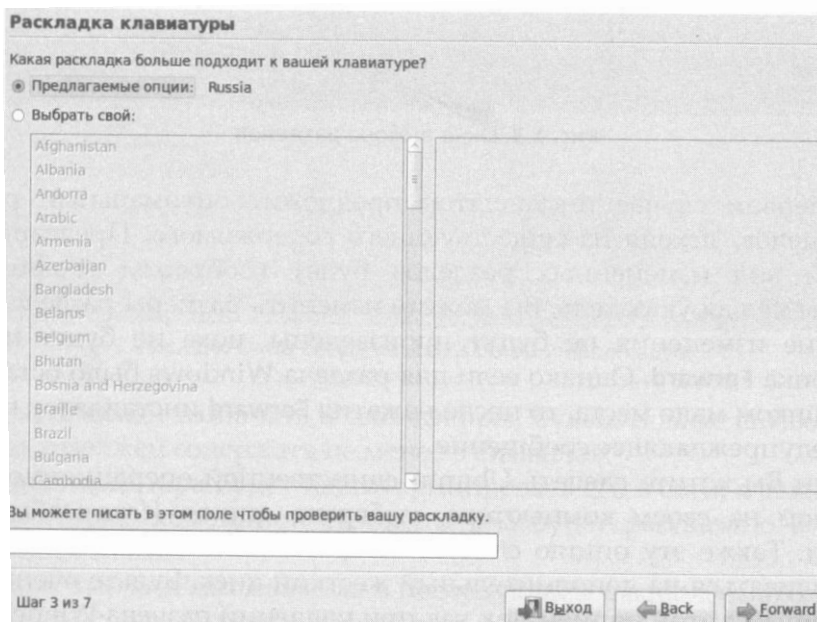 Раскладка клавиатуры
Какая раскладка больше подходит к вашей клавиатуре?
Предлагаемые опции: Russia
Выбрать свой:
Afghanistan
Albania
Andorra
Arabic
Armenia
Azerbaijan
Bangladesh
Belarus
Belgium
Bhutan
Bosnia and Herzegovina
Braille
Brazil
Bulgaria
Cambodia
Вы можете писать в этом поле чтобы проверить вашу раскладку.
Шаг 3 из 7
Выход
Back
Forward